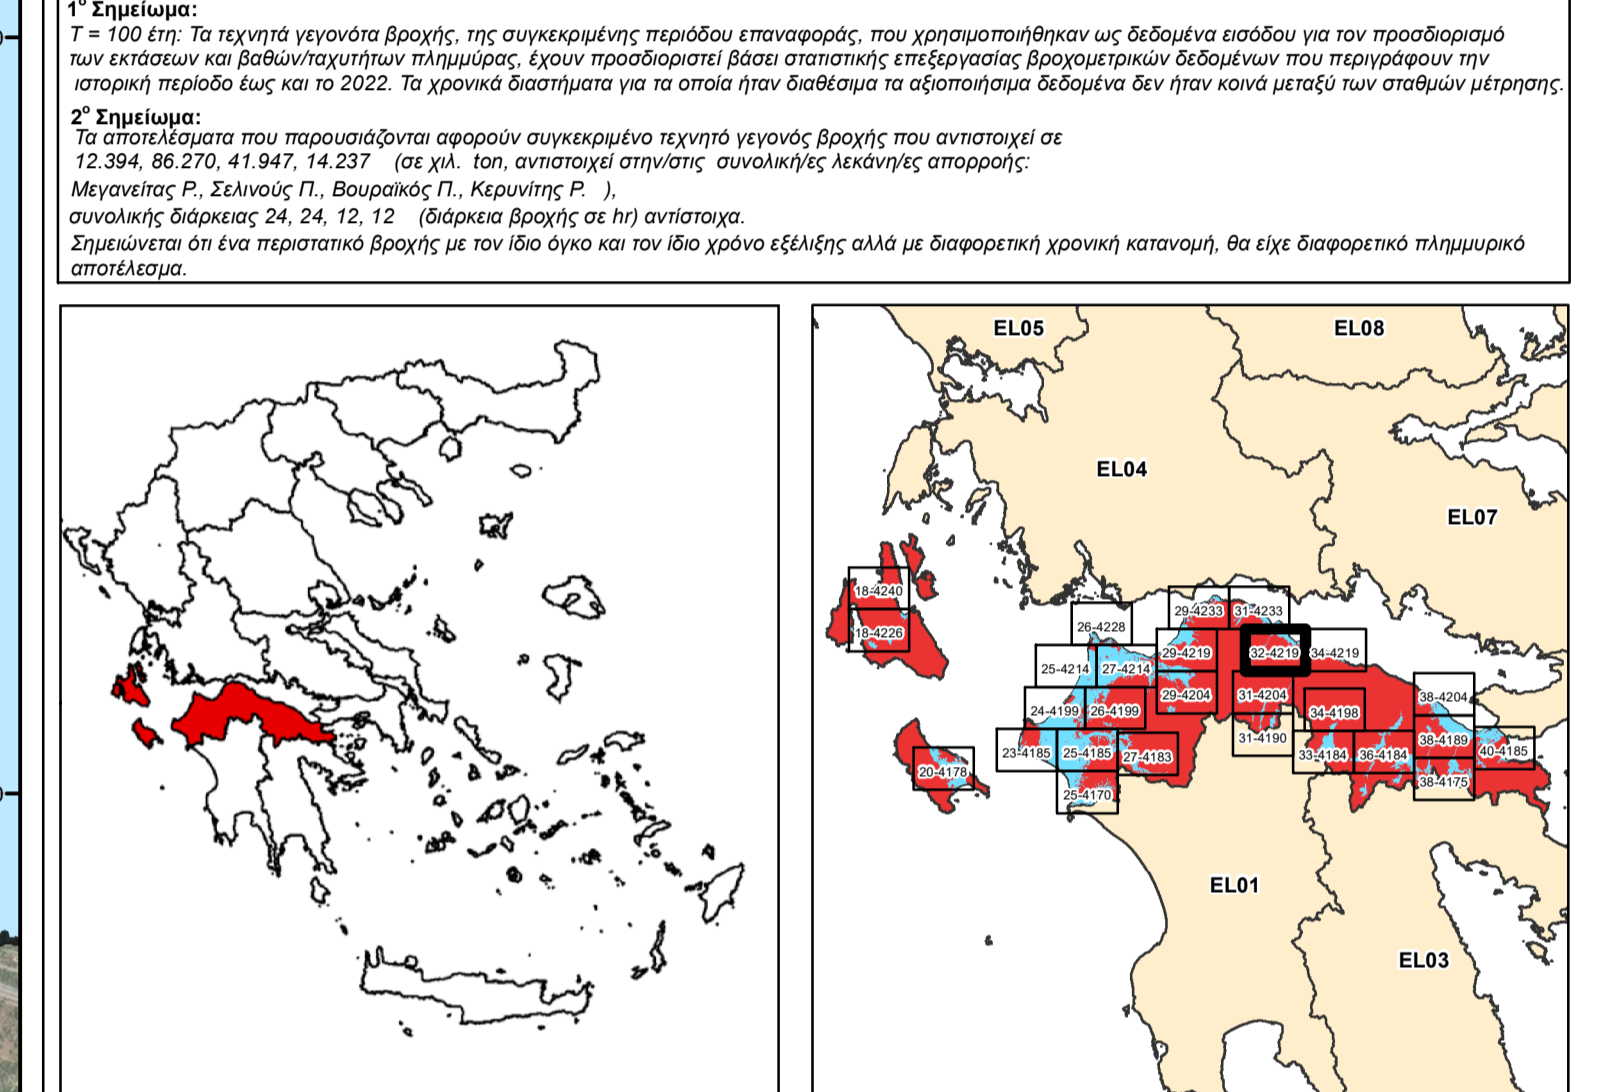 1° Σημείωμα:
T = 100 έτη: Τα τεχνητά γεγονότα βροχής, της συγκεκριμένης περιόδου επαναφοράς, που χρησιμοποιήθηκαν ως δεδομένα εισόδου για τον προσδιορισμό
των εκτάσεων και βαθών/ταχυτήτων πλημμύρας, έχουν προσδιοριστεί βάσει στατιστικής επεξεργασίας βροχομετρικών δεδομένων που περιγράφουν την
ιστορική περίοδο έως και το 2022. Τα χρονικά διαστήματα για τα οποία ήταν διαθέσιμα τα αξιοποιήσιμα δεδομένα δεν ήταν κοινά μεταξύ των σταθμών μέτρησης.
2° Σημείωμα:
Τα αποτελέσματα που παρουσιάζονται αφορούν συγκεκριμένο τεχνητό γεγονός βροχής που αντιστοιχεί σε
12.394, 86.270, 41.947, 14.237 (σε χιλ. ton, αντιστοιχεί στην/στις συνολική/ες λεκάνη/ες απορροής:
Μεγανείτας Ρ., Σελινούς Π., Βουραϊκός Π., Κερυνίτης Ρ. ),
συνολικής διάρκειας 24, 24, 12, 12 (διάρκεια βροχής σε hr) αντίστοιχα.
Σημειώνεται ότι ένα περιστατικό βροχής με τον ίδιο όγκο και τον ίδιο χρόνο εξέλιξης αλλά με διαφορετική χρονική κατανομή, θα είχε διαφορετικό πλημμυρικό
αποτέλεσμα.
EL05
EL08
EL04
EL07
18-4240
18-4226
29-4233
31-4233
26-4228
29-4219
32-4219
34-4219
25-4214
27-4214
29-4204
31-4204
38-4204
24-4199
26-4199
34-4198
31-4190
23-4185
25-4185
27-4183
33-4184
36-4184
38-4189
40-4185
20-4178
25-4170
38-4175
EL01
EL03